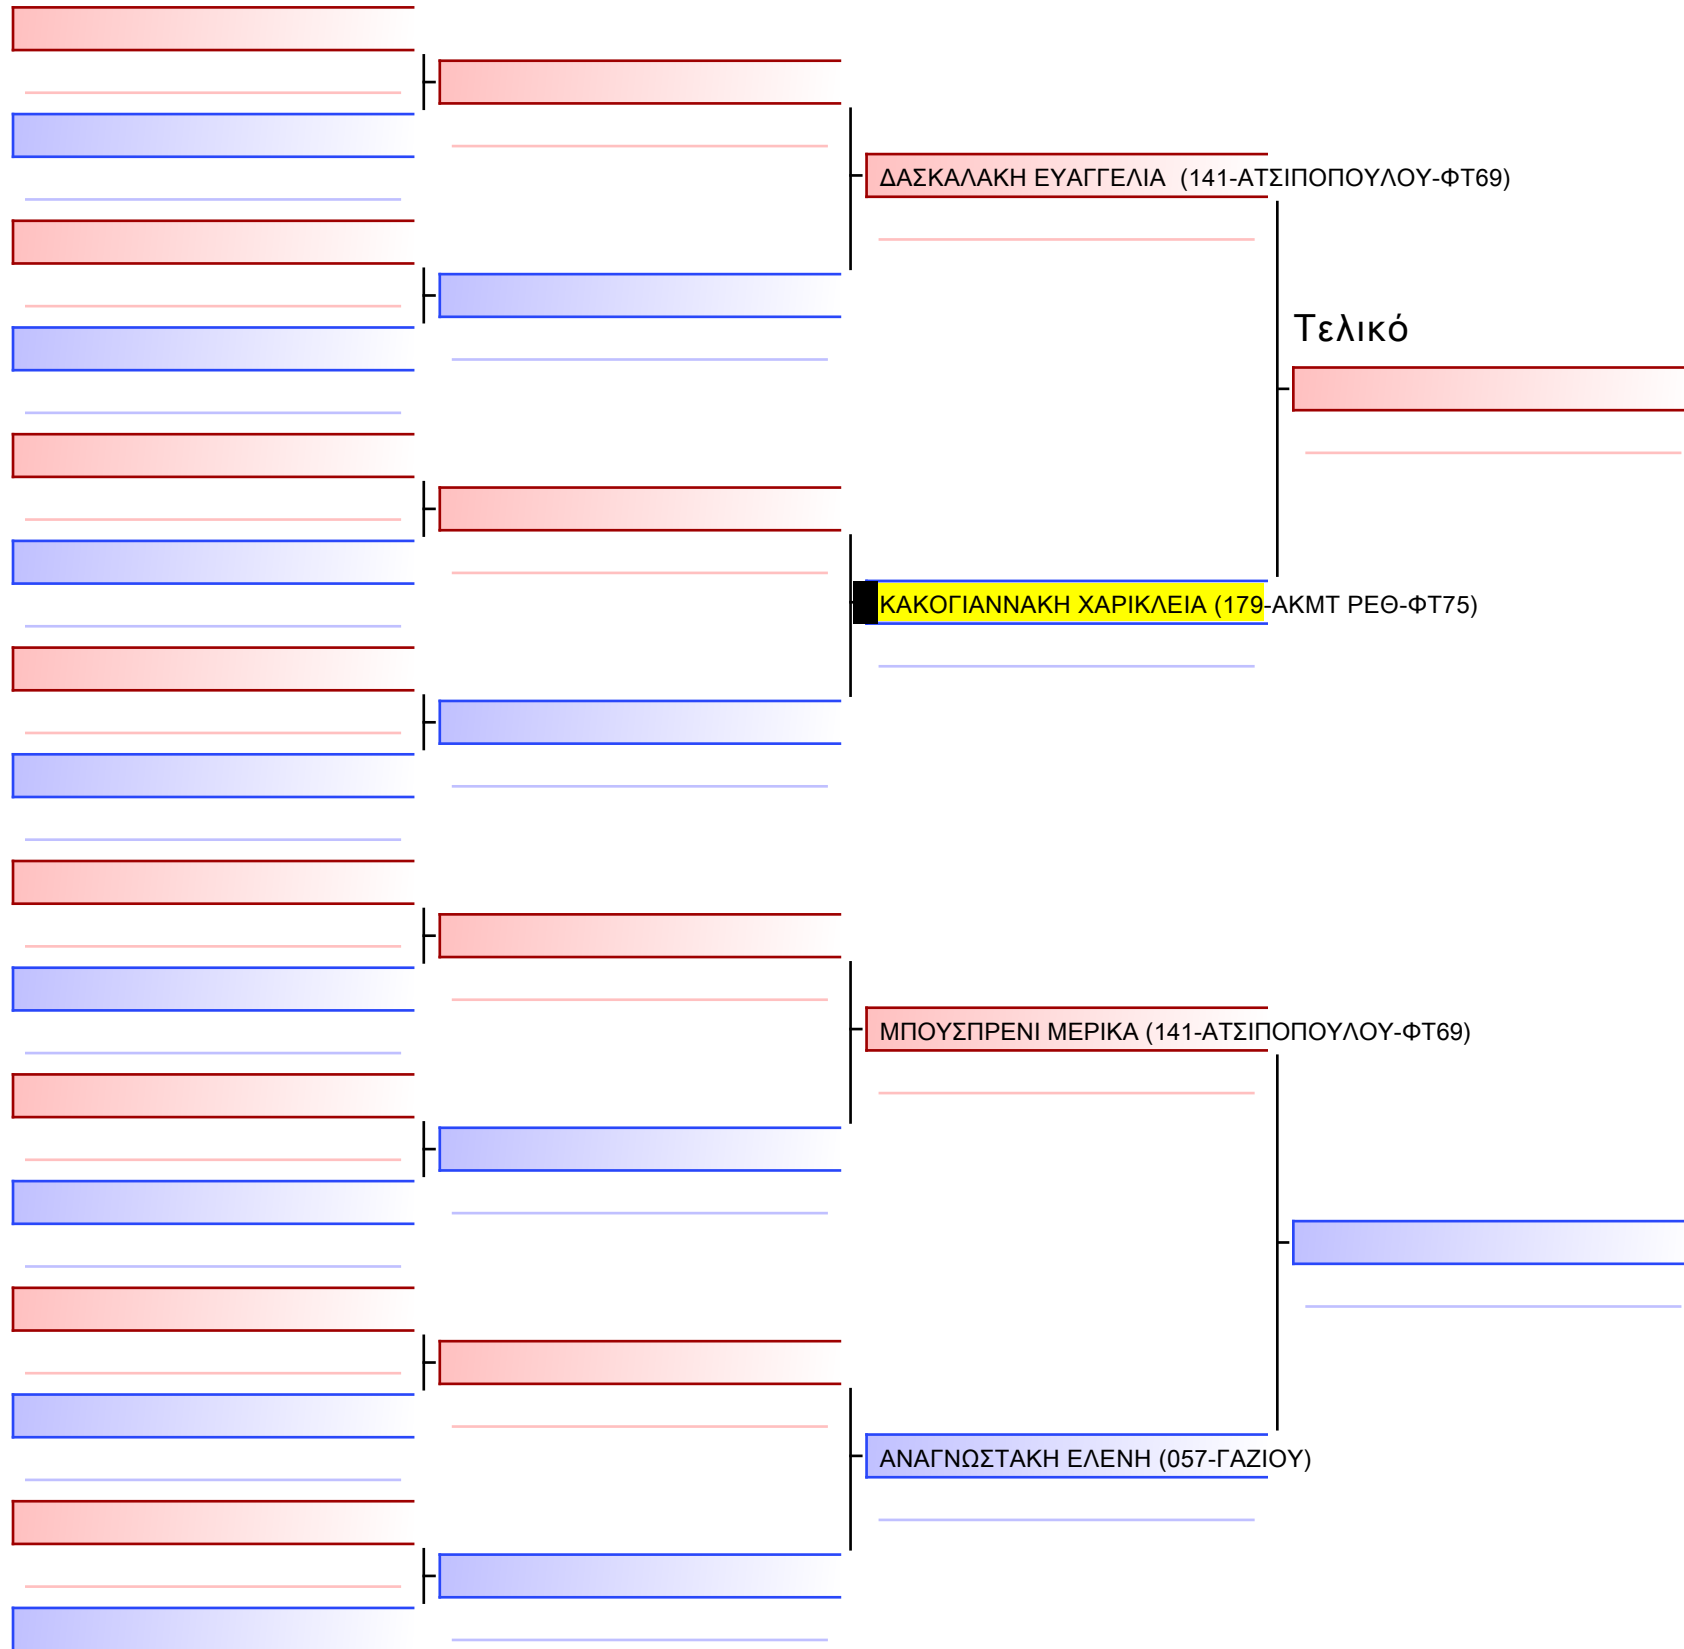 ΔΑΣΚΑΛΑΚΗ ΕΥΑΓΓΕΛΙΑ (141-ΑΤΣΙΠΟΠΟΥΛΟΥ-ΦΤ69)
Τελικό
ΚΑΚΟΓΙΑΝΝΑΚΗ ΧΑΡΙΚΛΕΙΑ (179-ΑΚΜΤ ΡΕΘ-ΦΤ75)
ΜΠΟΥΣΠΡΕΝΙ ΜΕΡΙΚΑ (141-ΑΤΣΙΠΟΠΟΥΛΟΥ-ΦΤ69)
ΑΝΑΓΝΩΣΤΑΚΗ ΕΛΕΝΗ (057-ΓΑΖΙΟΥ)